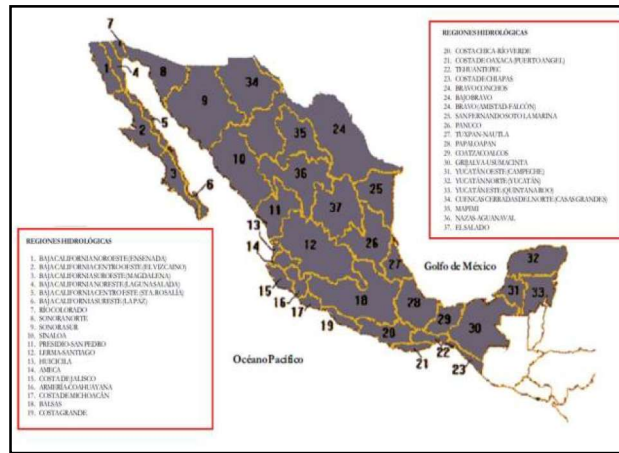 REGIONES HIDROLÓGICAS
20. COSTA CHICA-RÍO VERDE
21. COSTA DE OAXACA (PUERTO ANGEL)
22. TEHUANTEPEC
23. COSTA DE CHIAPAS
24. BRAVO CONCHOS
24. BAJO BRAVO
24. BRAVO (AMISTAD-FALCÓN)
25. SAN FERNANDO SOTO LA MARINA
26. PANUCO
27. TUXPAN-NAUTLA
28. PAPALOAPAN
29. COATZACOALCOS
30. GRIJALVA-USUMACINTA
31. YUCATÁN OESTE (CAMPECHE)
32. YUCATÁN NORTE (YUCATÁN)
33. YUCATÁN ESTE (QUINTANA ROO)
34. CUENCAS CERRADAS DEL NORTE (CASAS GRANDES)
35. MAPIMI
36. NAZAS-AGUANAVAL
37. EL SALADO
7
1
1
4
8
34
9
5
2
35
24
3
10
36
6
25
11
37
13
12
26
14
27
Golfo de México
32
15
31
33
16
18
28
17
29
30
19
20
22
Océano Pacífico
21
23
REGIONES HIDROLÓGICAS
1. BAJA CALIFORNIA NOROESTE (ENSENADA)
2. BAJA CALIFORNIA CENTRO OESTE (EL VIZCAINO)
3. BAJA CALIFORNIA SUROESTE (MAGDALENA)
4. BAJA CALIFORNIA NORESTE (LAGUNA SALADA)
5. BAJA CALIFORNIA CENTRO ESTE (STA. ROSALÍA)
6. BAJA CALIFORNIA SURESTE (LA PAZ)
7. RÍO COLORADO
8. SONORA NORTE
9. SONORA SUR
10. SINALOA
11. PRESIDIO-SAN PEDRO
12. LERMA-SANTIAGO
13. HUICICILA
14. AMECA
15. COSTA DE JALISCO
16. ARMERÍA-COAHUAYANA
17. COSTA DE MICHOACÁN
18. BALSAS
19. COSTA GRANDE